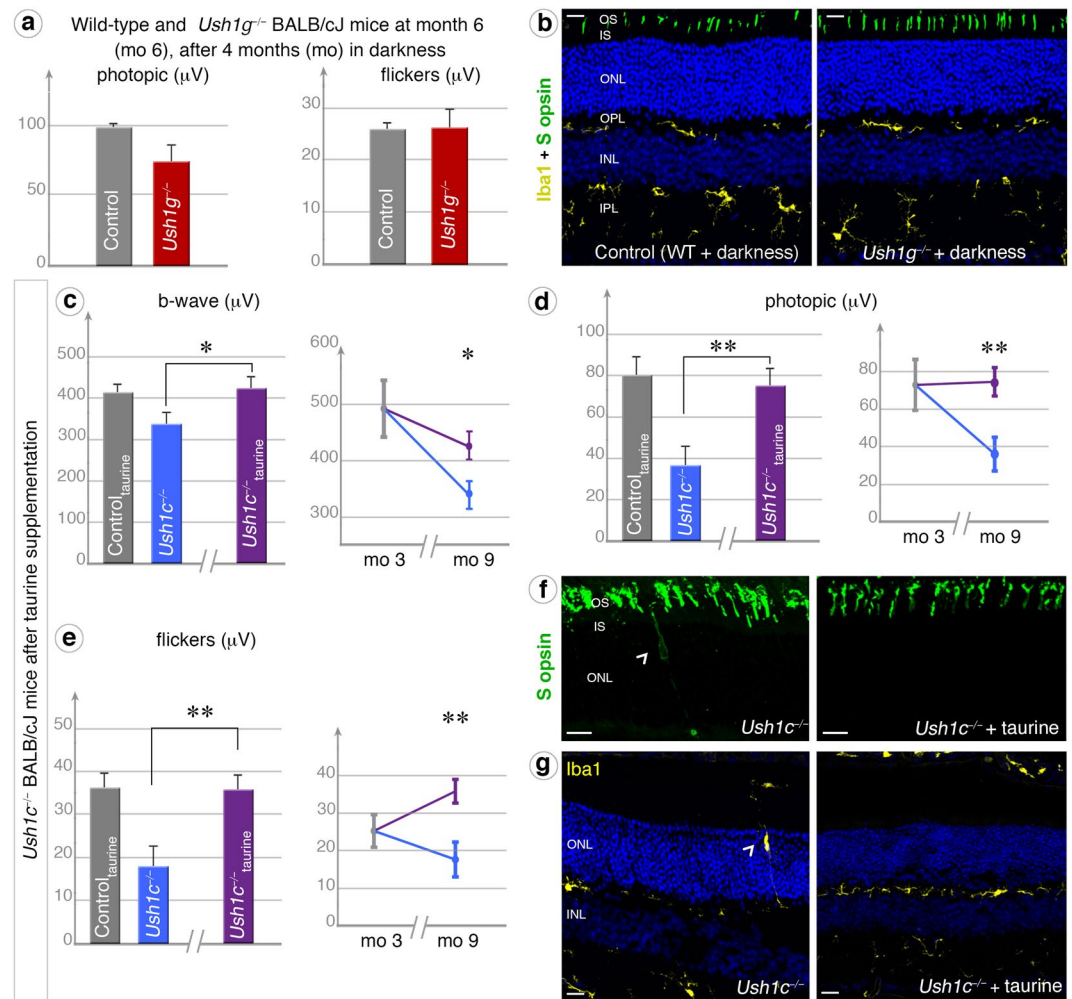 a
Wild-type and Ush1g–/– BALB/cJ mice at month 6
(mo 6), after 4 months (mo) in darkness
photopic (μV)
100
50
0
Control
Ush1g–/–
flickers (μV)
30
20
10
0
Control
Ush1g–/–
b
Iba1 + S opsin
OS
IS
ONL
OPL
INL
IPL
Control (WT + darkness)
Ush1g–/– + darkness
Ush1c–/– BALB/cJ mice after taurine supplementation
c
b-wave (μV)
500
400
300
200
100
0
*
Control taurine
Ush1c–/–
Ush1c–/– taurine
600
500
400
300
*
mo 3
mo 9
d
photopic (μV)
100
80
60
40
20
0
**
Control taurine
Ush1c–/–
Ush1c–/– taurine
80
60
40
20
0
**
mo 3
mo 9
e
flickers (μV)
50
40
30
20
10
0
**
Control taurine
Ush1c–/–
Ush1c–/– taurine
40
30
20
10
0
**
mo 3
mo 9
f
S opsin
OS
IS
ONL
Ush1c–/–
Ush1c–/– + taurine
g
Iba1
ONL
INL
Ush1c–/–
Ush1c–/– + taurine